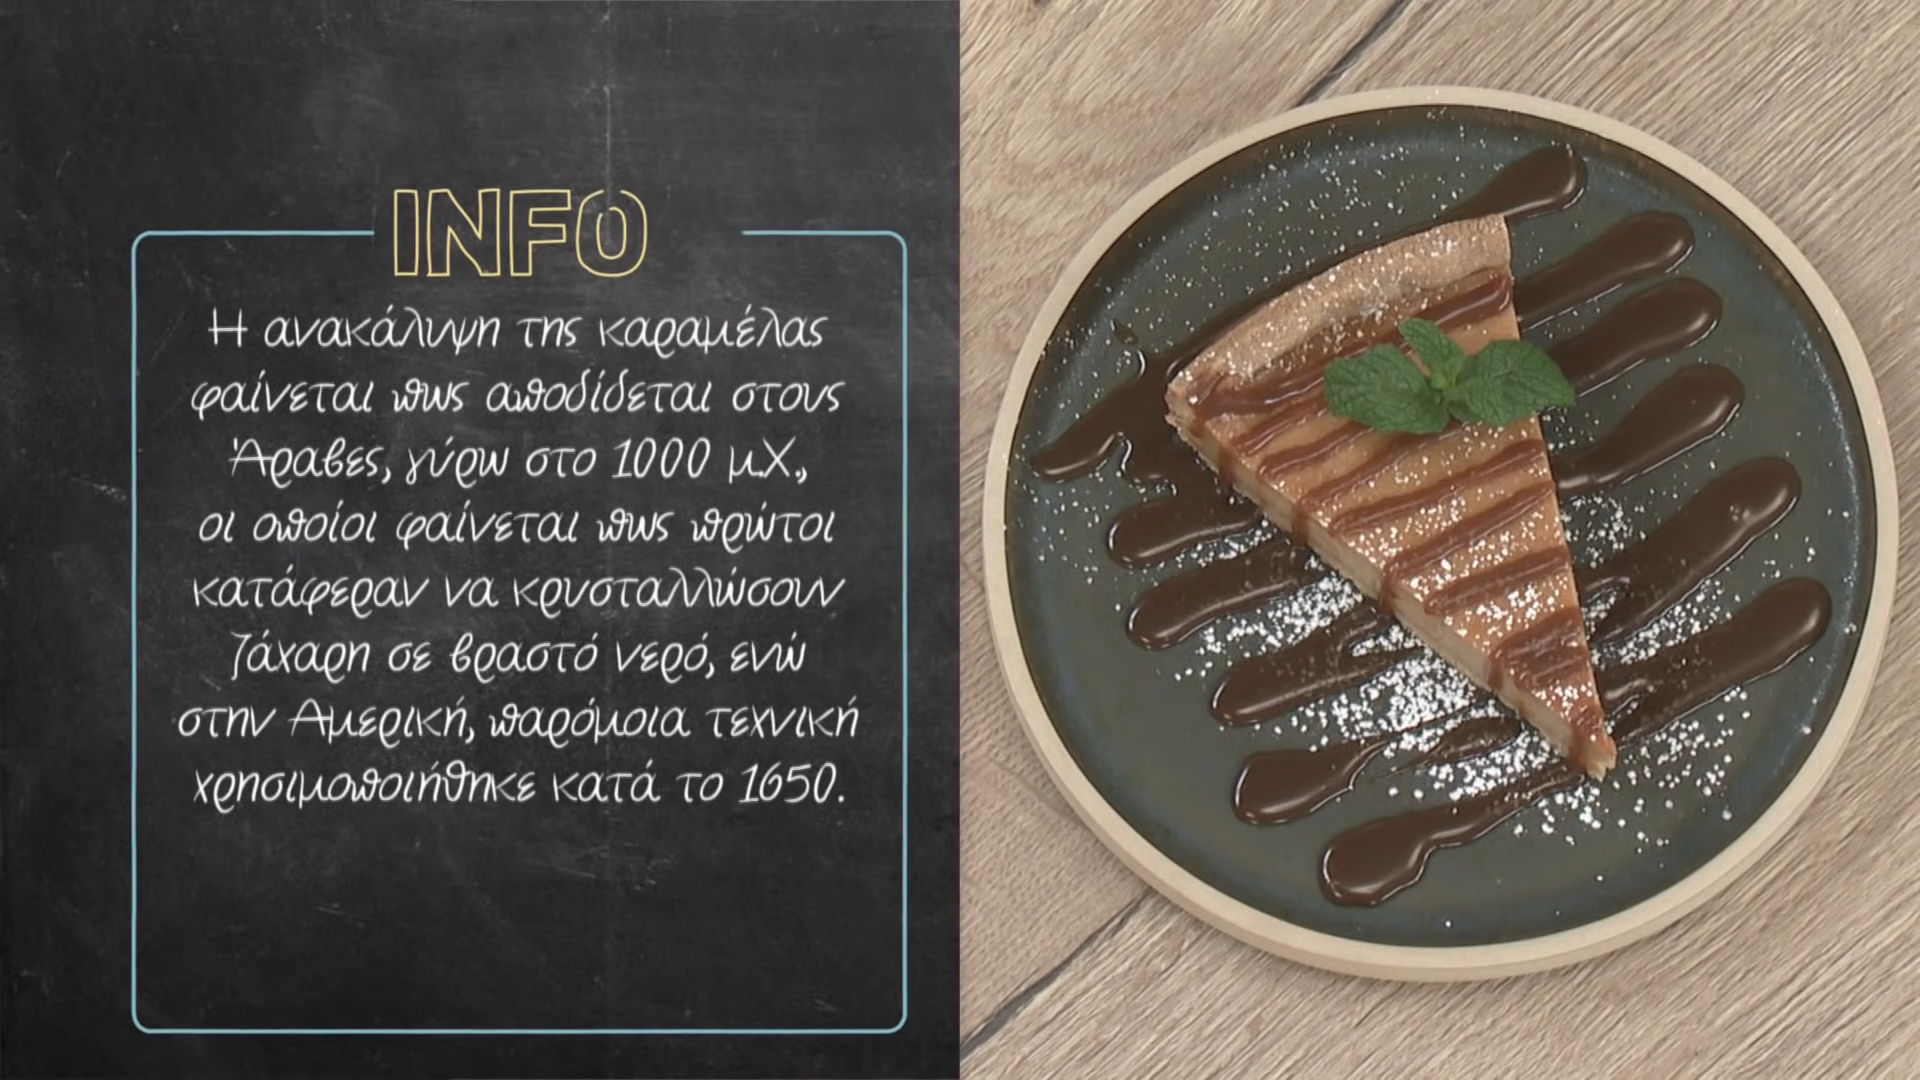 INFO
Η ανακάλυψη της καραμέλας
φαίνεται πως αποδίδεται στους
Άραβες, γύρω στο 1000 μ.Χ.,
οι οποίοι φαίνεται πως πρώτοι
κατάφεραν να κρυσταλλώσουν
ζάχαρη σε βραστό νερό, ενώ
στην Αμερική, παρόμοια τεχνική
χρησιμοποιήθηκε κατά το 1650.